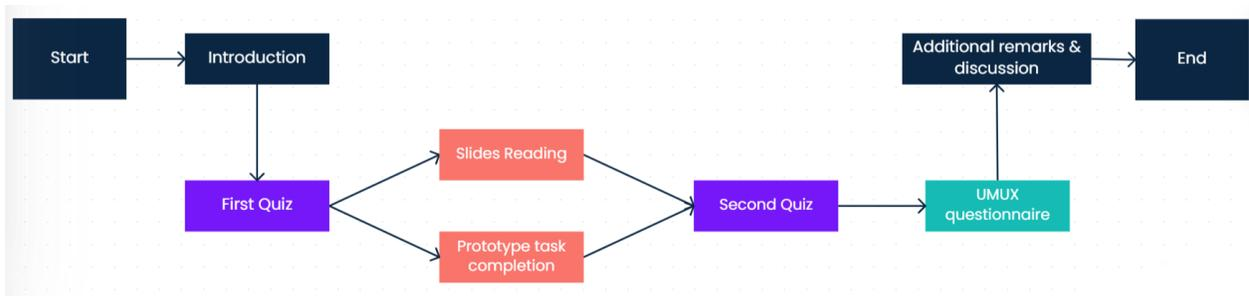 Start
Introduction
First Quiz
Slides Reading
Prototype task
completion
Second Quiz
UMUX
questionnaire
Additional remarks &
discussion
End